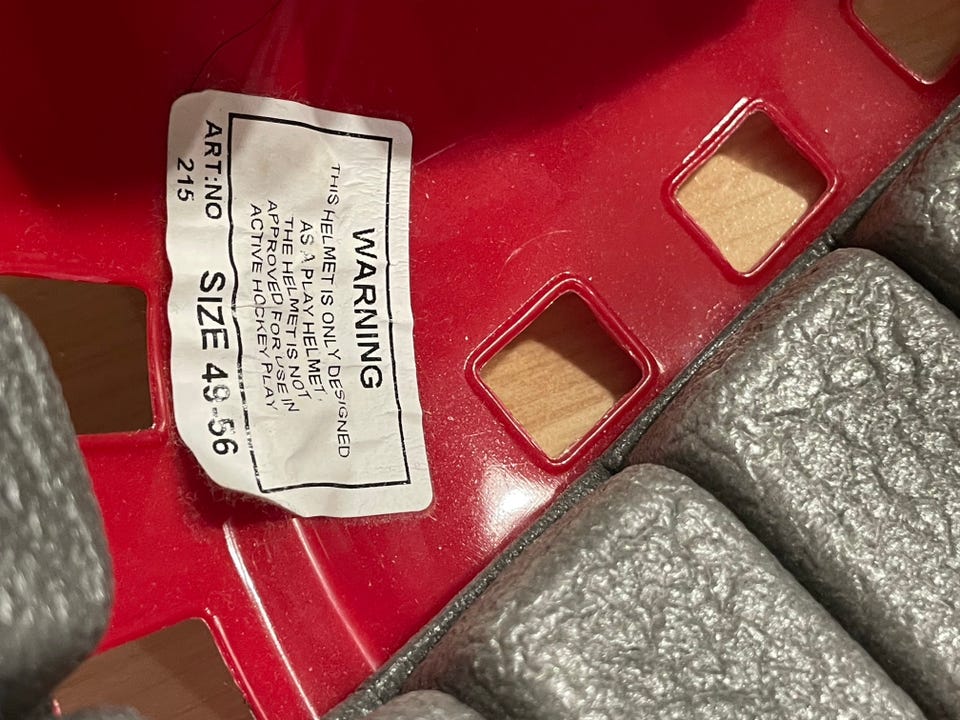 WARNING
THIS HELMET IS ONLY DESIGNED
AS A PLAY HELMET,
THE HELMET IS NOT
APPROVED FOR USE IN
ACTIVE HOCKEY PLAY
ART:NO SIZE 49-56
215